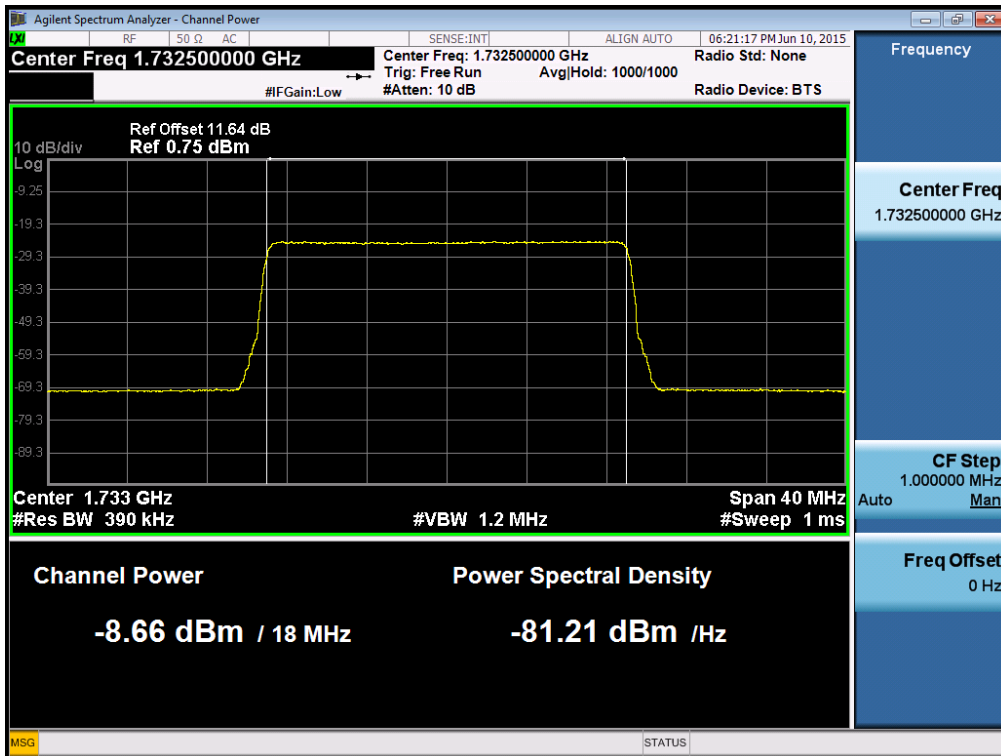 Agilent Spectrum Analyzer - Channel Power
LXI RF 50 Ω AC SENSE:INT ALIGN AUTO 06:21:17 PM Jun 10, 2015
Center Freq 1.732500000 GHz
Center Freq: 1.732500000 GHz Radio Std: None
Trig: Free Run Avg|Hold: 1000/1000
#IFGain:Low #Atten: 10 dB Radio Device: BTS
Frequency
Ref Offset 11.64 dB
10 dB/div Ref 0.75 dBm
Log
-9.25
-19.3
-29.3
-39.3
-49.3
-59.3
-69.3
-79.3
-89.3
Center 1.733 GHz Span 40 MHz
#Res BW 390 kHz #VBW 1.2 MHz #Sweep 1 ms
Channel Power Power Spectral Density
-8.66 dBm / 18 MHz -81.21 dBm /Hz
Center Freq
1.732500000 GHz
CF Step
1.000000 MHz
Auto Man
Freq Offset
0 Hz
MSG STATUS